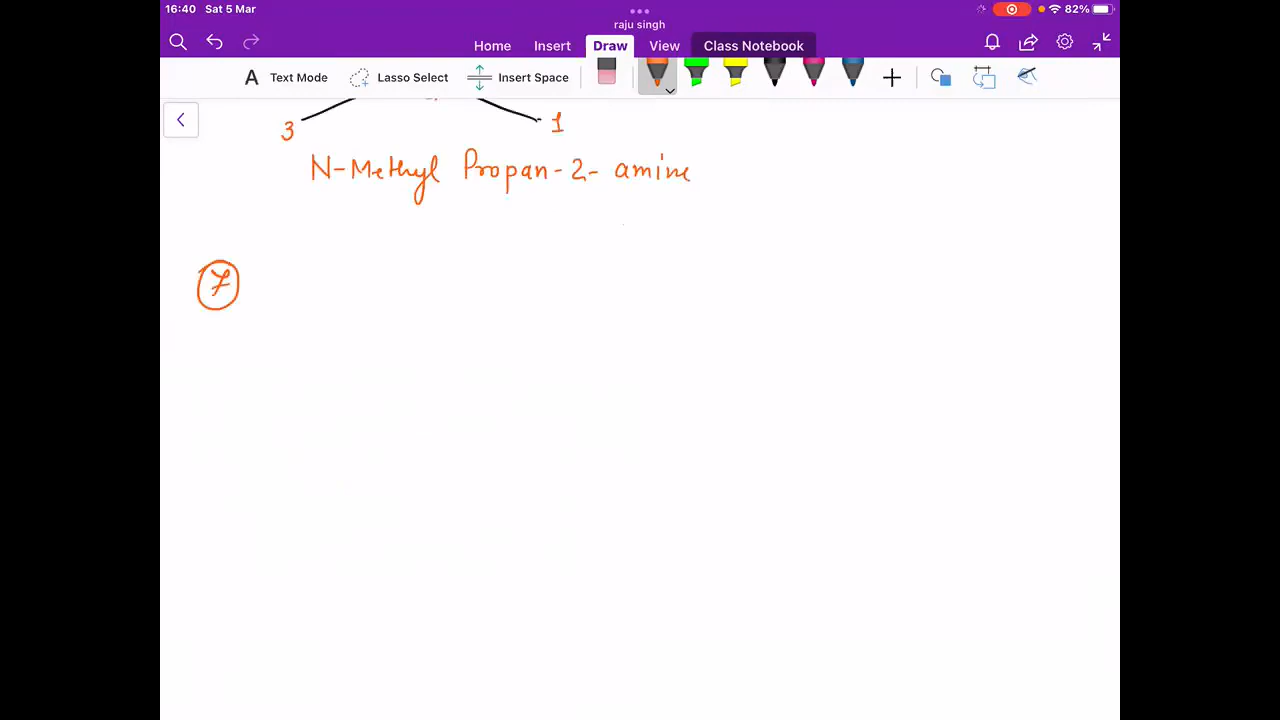 16:40 Sat 5 Mar
82%
raju singh
Home Insert Draw View Class Notebook
Text Mode Lasso Select Insert Space
3 1
N-Methyl Propan-2-amine
7